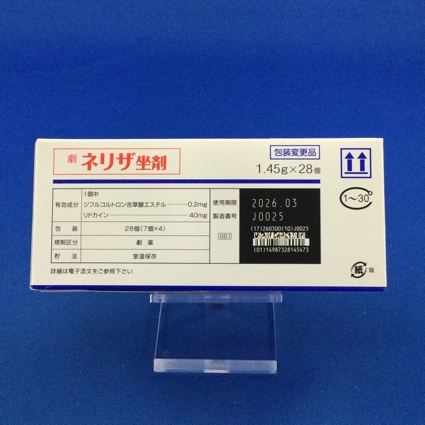 劇 ネリザ坐剤
包装変更品
1.45g×28個
1個中
有効成分 ジフルコルトロン吉草酸エステル………0.2mg
リドカイン………40mg
包装 28個(7個×4)
規制区分 劇薬
貯法 室温保存
詳細は電子添文をご参照下さい
使用期限 2026.03
製造番号 J0025
GS1
(17)260300(10)J0025
(01)14987328145473
1〜30°
紙 箱